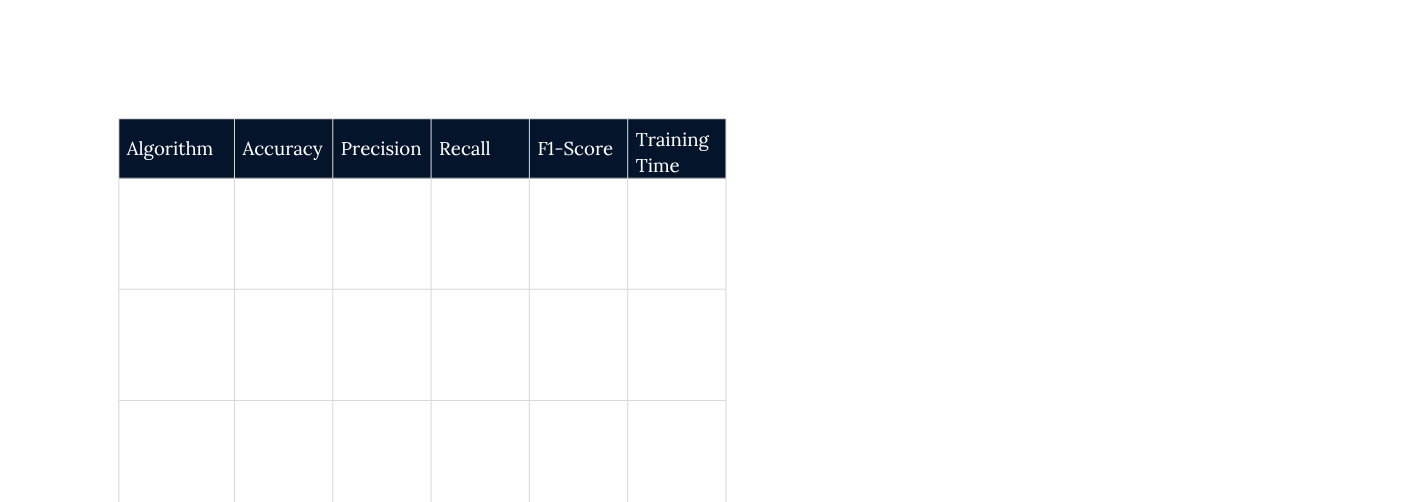 Algorithm Accuracy Precision Recall F1-Score Training
Time